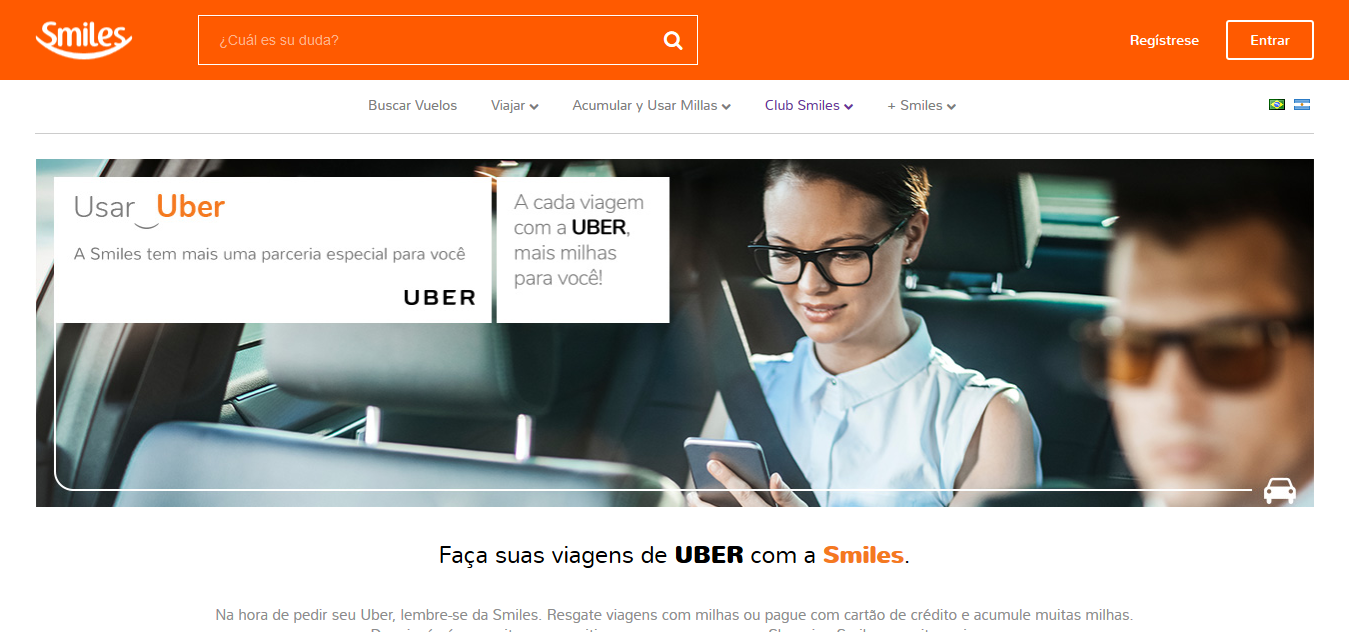 Smiles
¿Cuál es su duda?
Regístrese
Entrar
Buscar Vuelos
Viajar
Acumular y Usar Millas
Club Smiles
+ Smiles
Usar Uber
A Smiles tem mais uma parceria especial para você
UBER
A cada viagem
com a UBER,
mais milhas
para você!
Faça suas viagens de UBER com a Smiles.
Na hora de pedir seu Uber, lembre-se da Smiles. Resgate viagens com milhas ou pague com cartão de crédito e acumule muitas milhas.